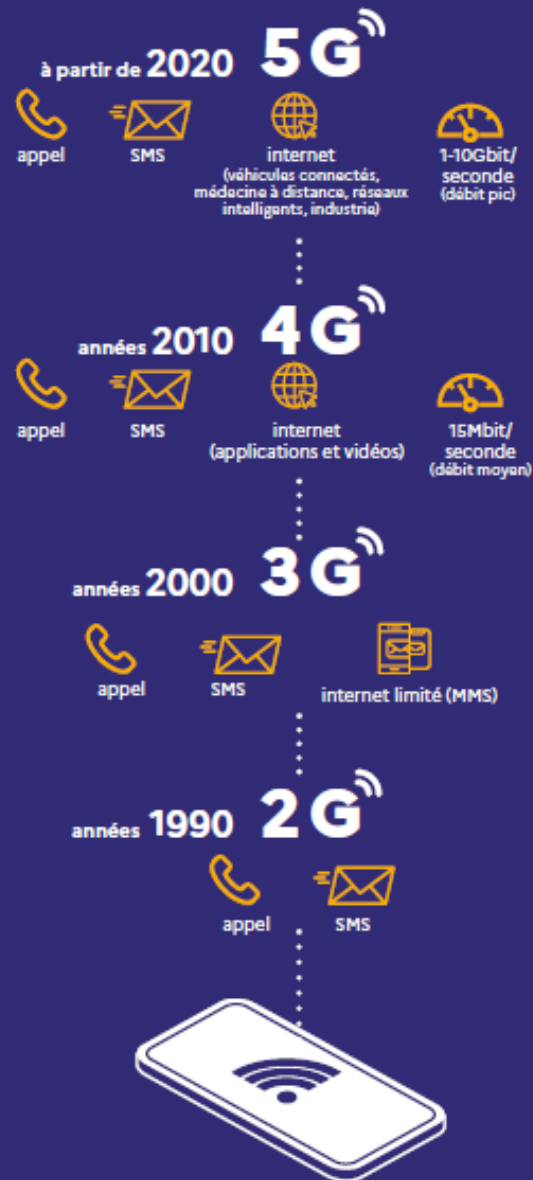 à partir de 2020 5G
appel
SMS
internet
(véhicules connectés,
médecine à distance, réseaux
intelligents, industrie)
1-10Gbit/
seconde
(débit pic)
années 2010 4G
appel
SMS
internet
(applications et vidéos)
15Mbit/
seconde
(débit moyen)
années 2000 3G
appel
SMS
internet limité (MMS)
années 1990 2G
appel
SMS